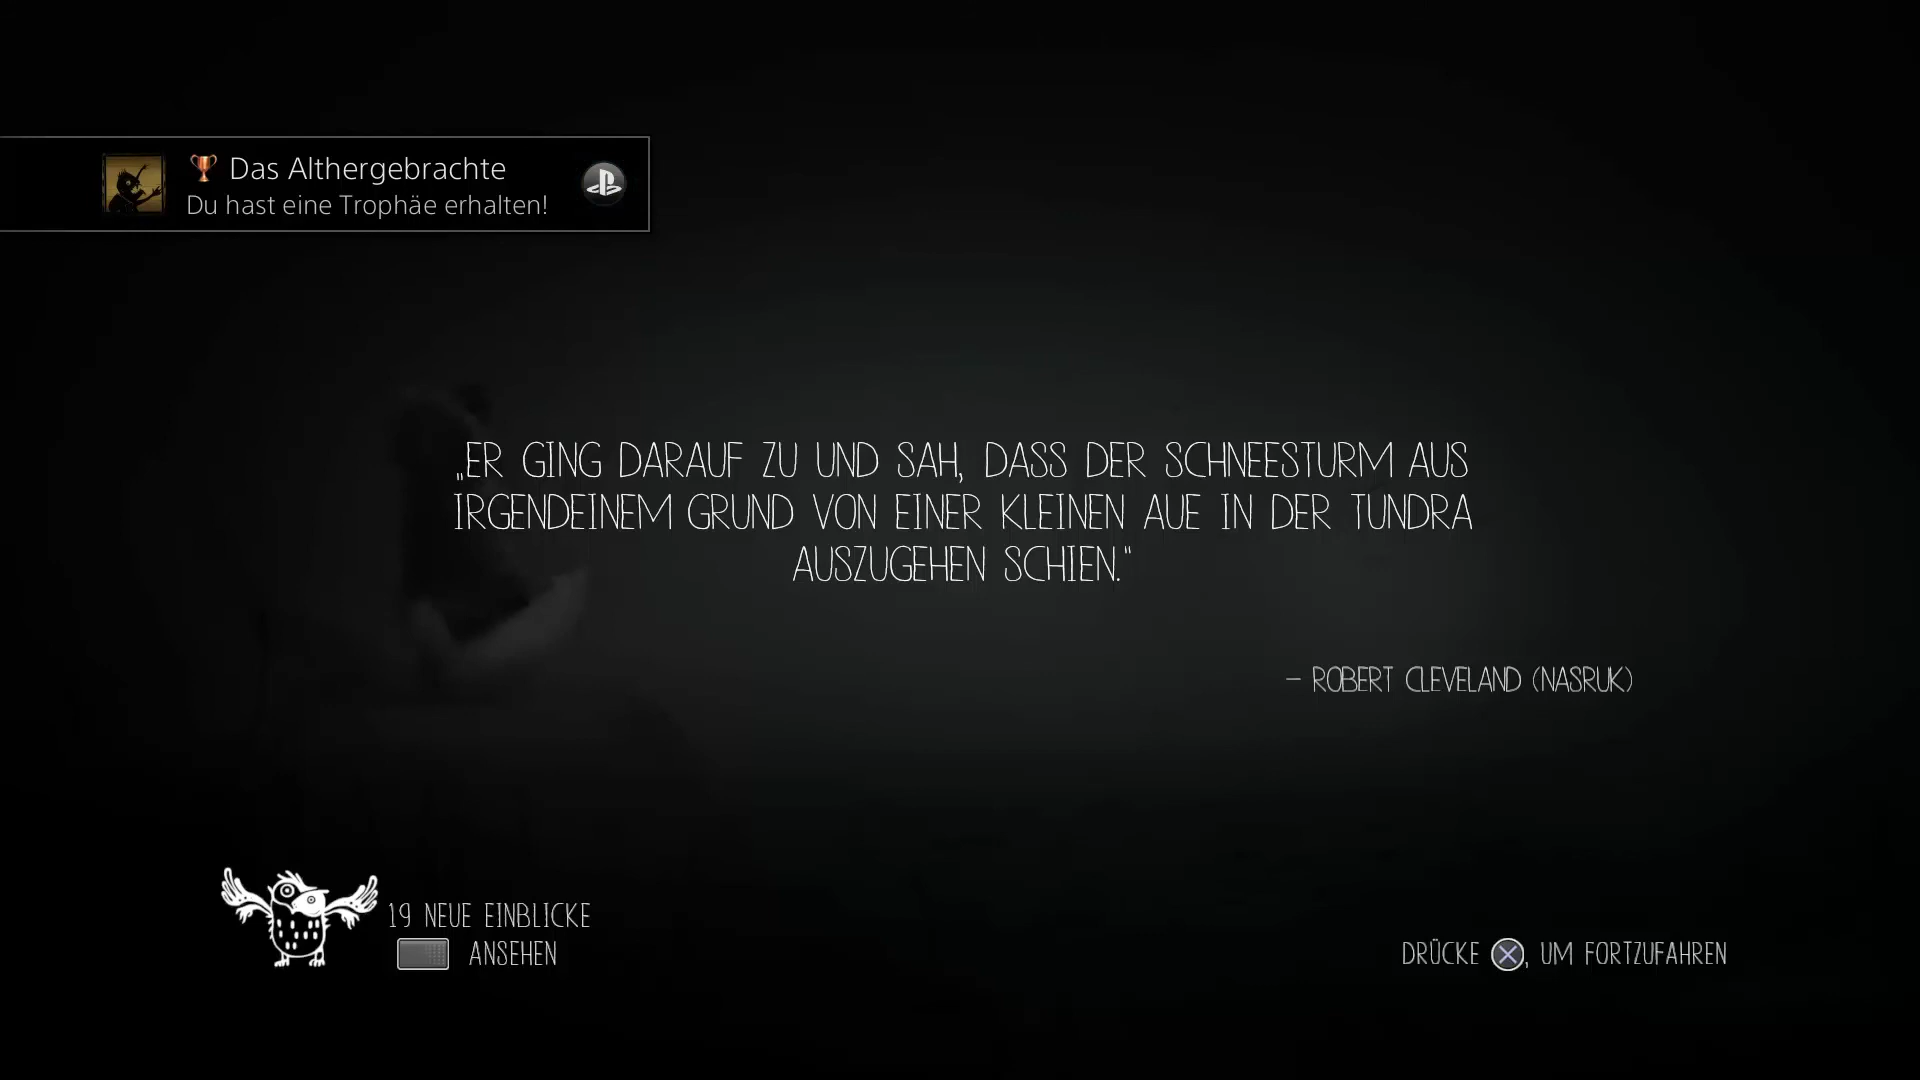 Das Althergebrachte
Du hast eine Trophäe erhalten!
„ER GING DARAUF ZU UND SAH, DASS DER SCHNEESTURM AUS
IRGENDEINEM GRUND VON EINER KLEINEN AUE IN DER TUNDRA
AUSZUGEHEN SCHIEN."
– ROBERT CLEVELAND (NASRUK)
19 NEUE EINBLICKE
ANSEHEN
DRÜCKE , UM FORTZUFAHREN